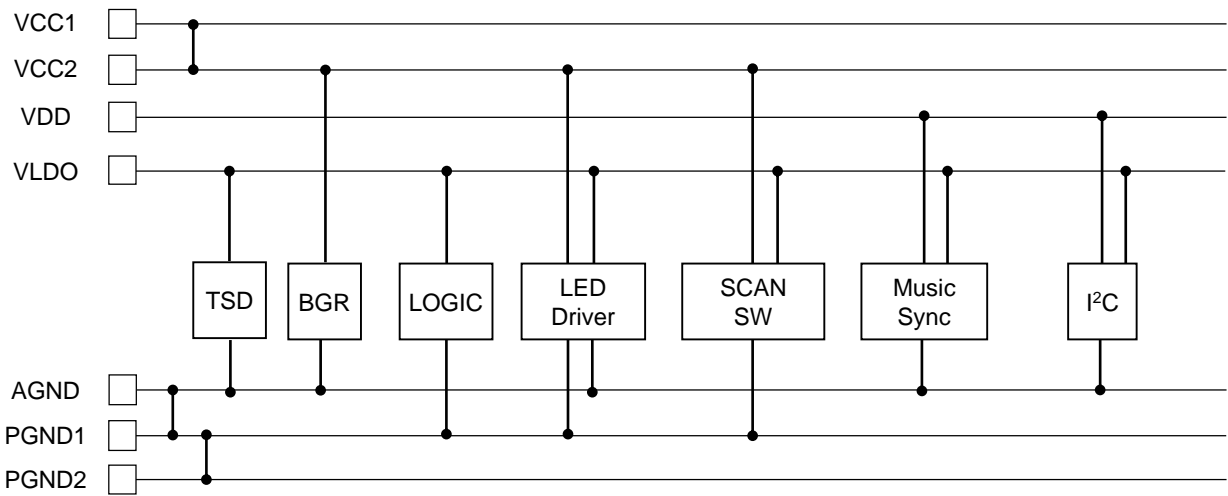 VCC1
VCC2
VDD
VLDO
TSD
BGR
LOGIC
LED
Driver
SCAN
SW
Music
Sync
I²C
AGND
PGND1
PGND2